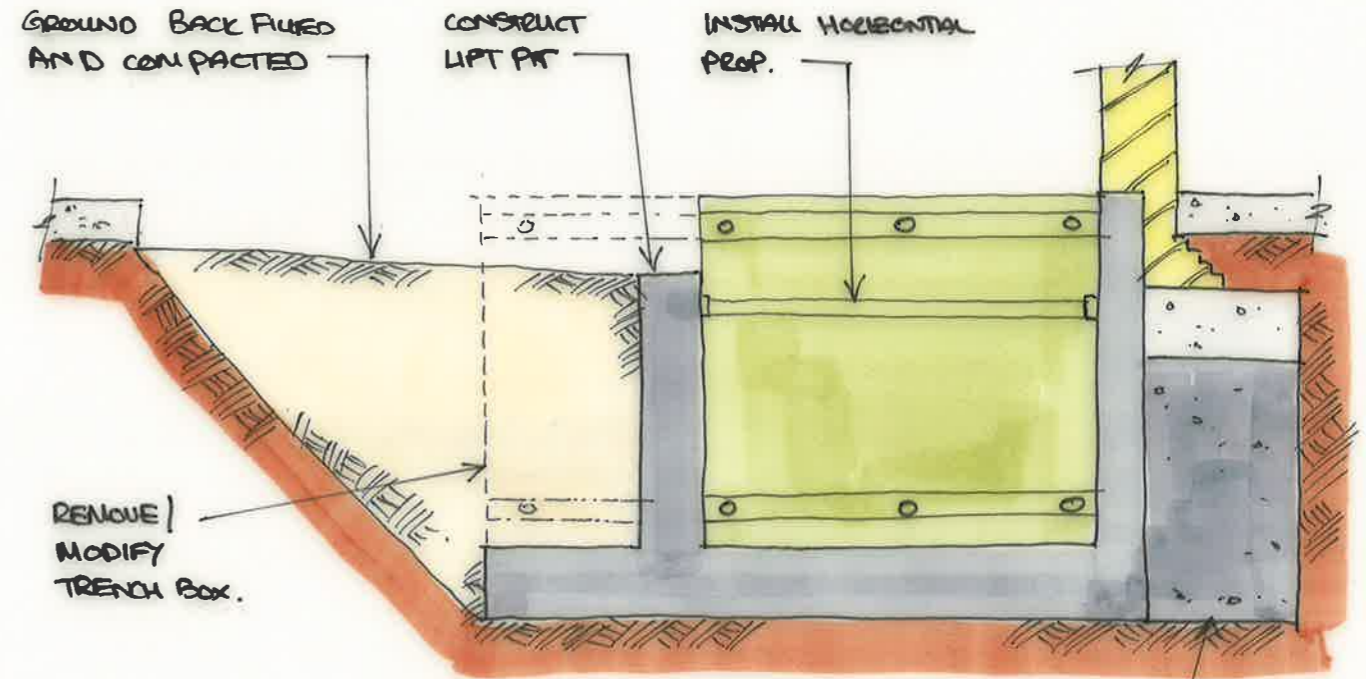 GROUND BACK FILLED
AND COMPACTED
CONSTRUCT
LIFT PIT
INSTALL HORIZONTAL
PROP.
REMOVE/
MODIFY
TRENCH BOX.